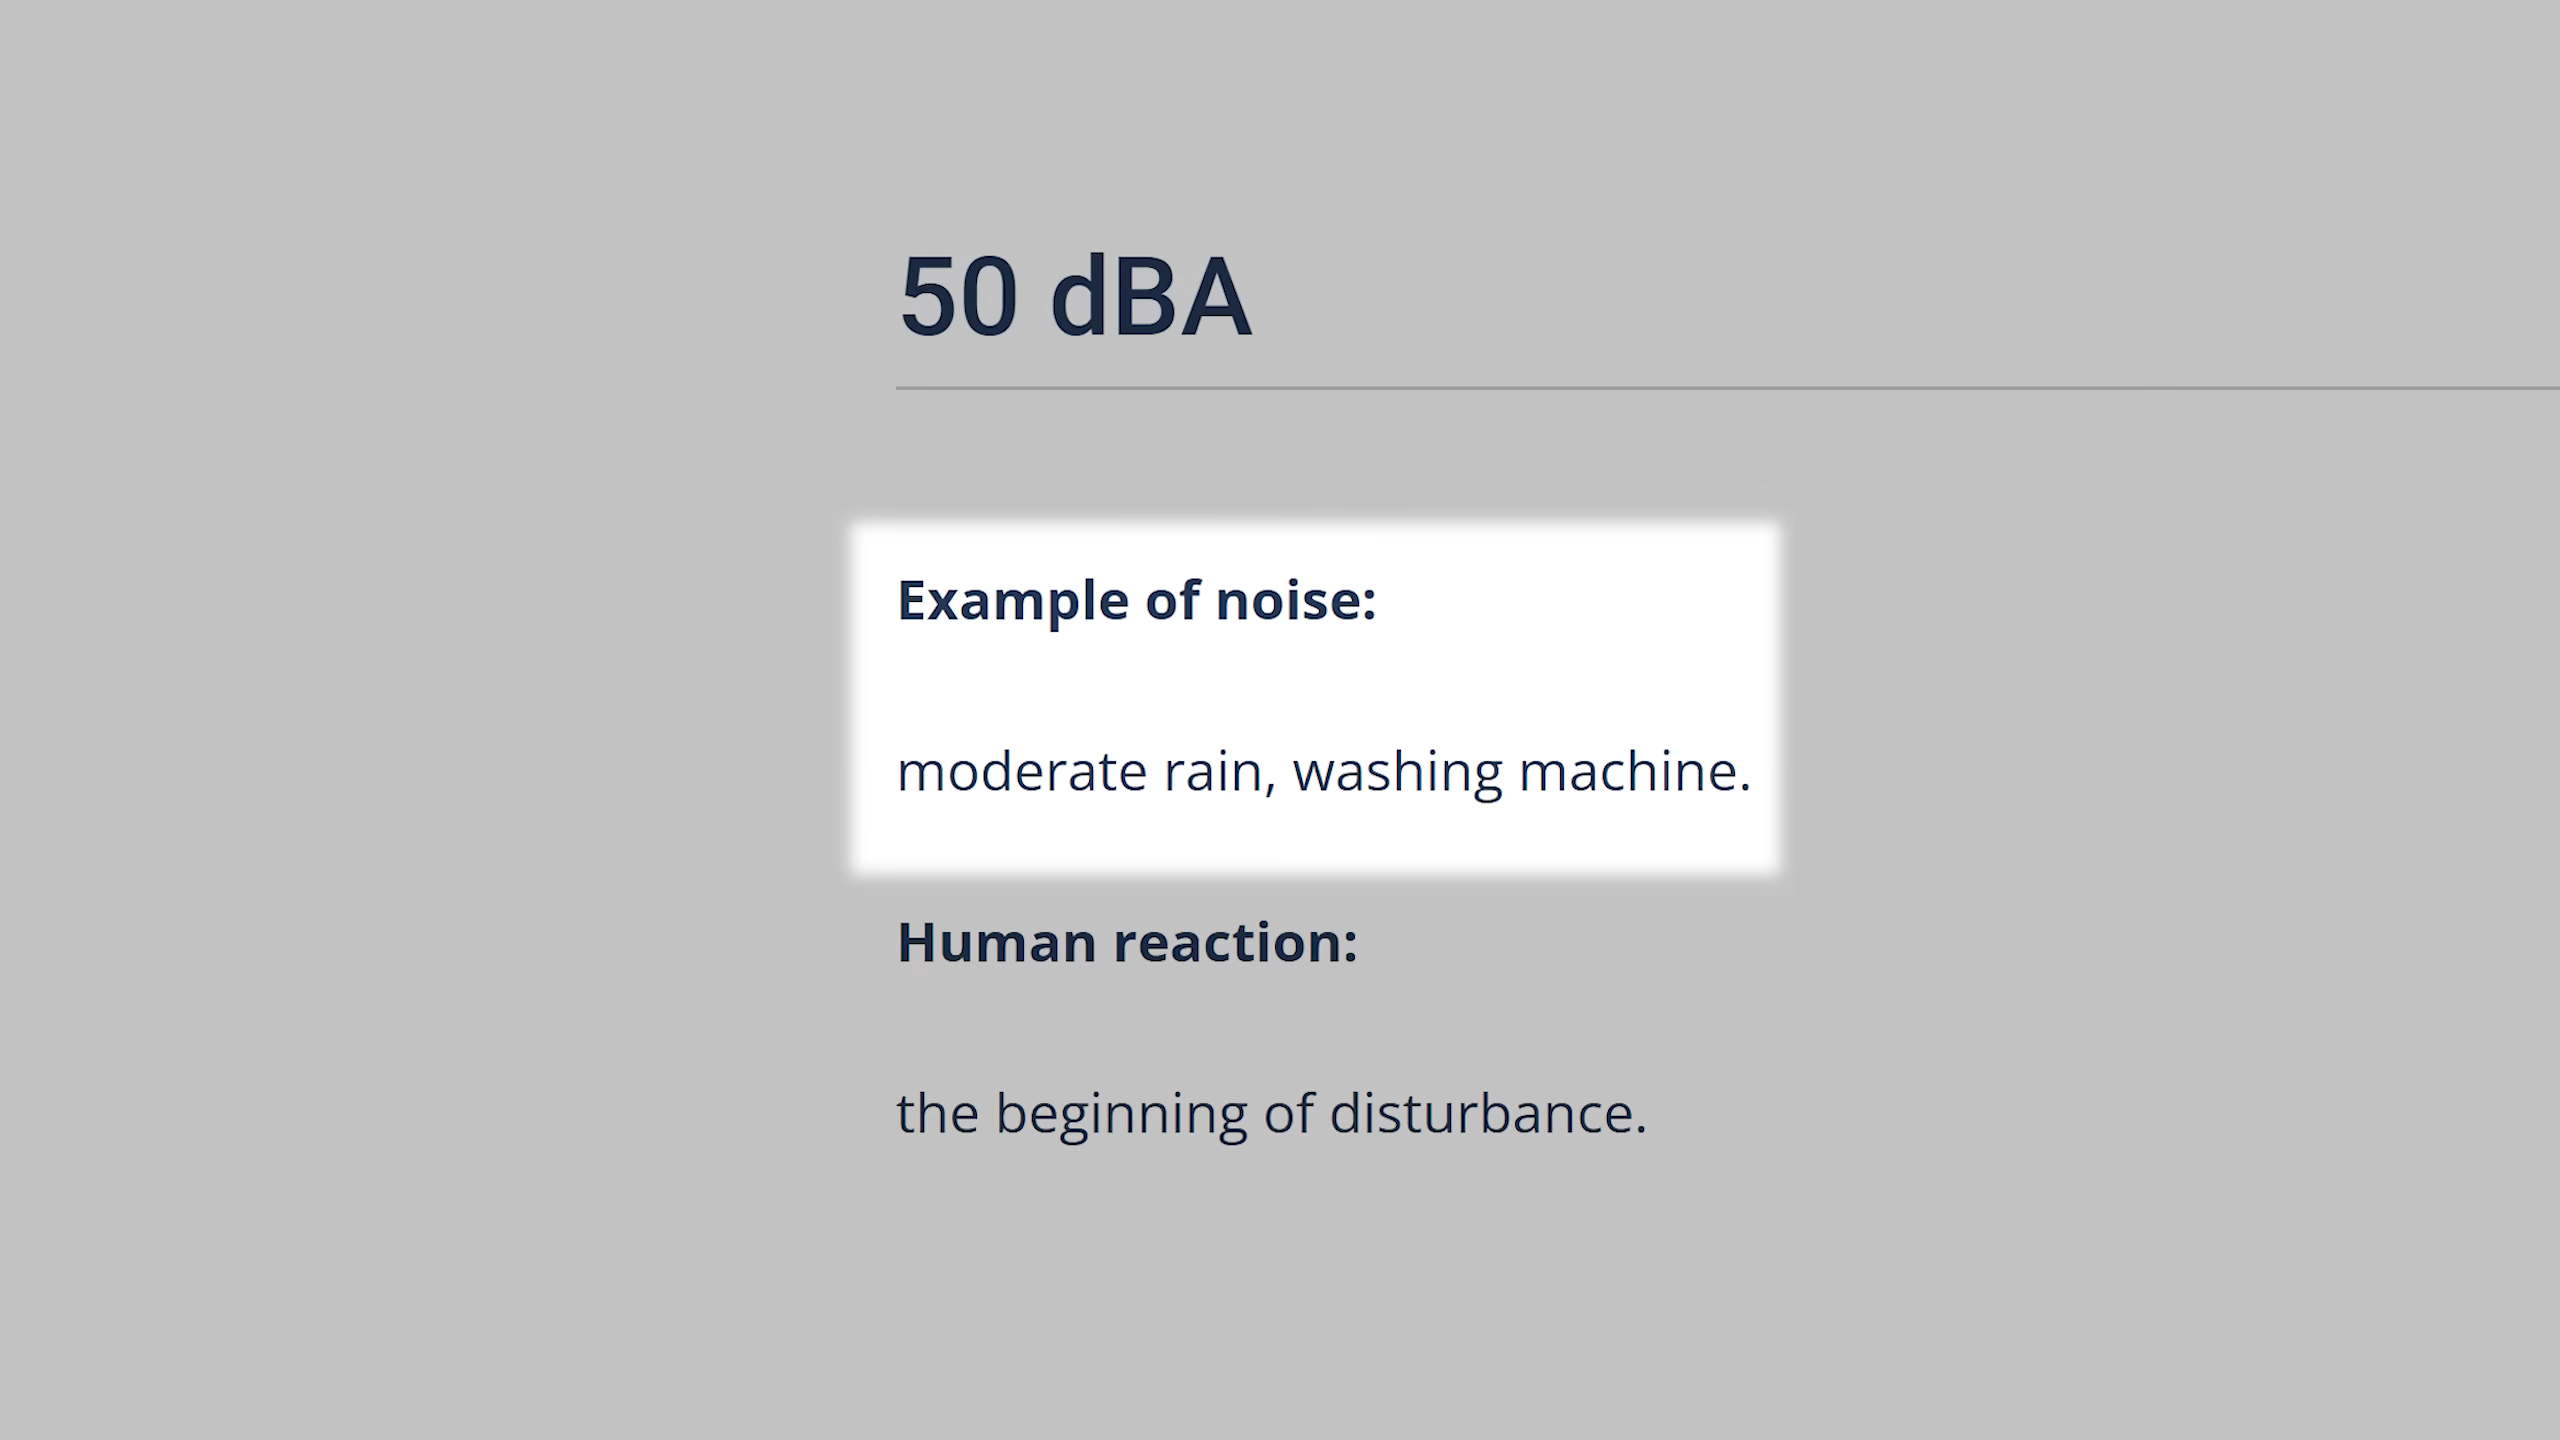 50 dBA
Example of noise:
moderate rain, washing machine.
Human reaction:
the beginning of disturbance.